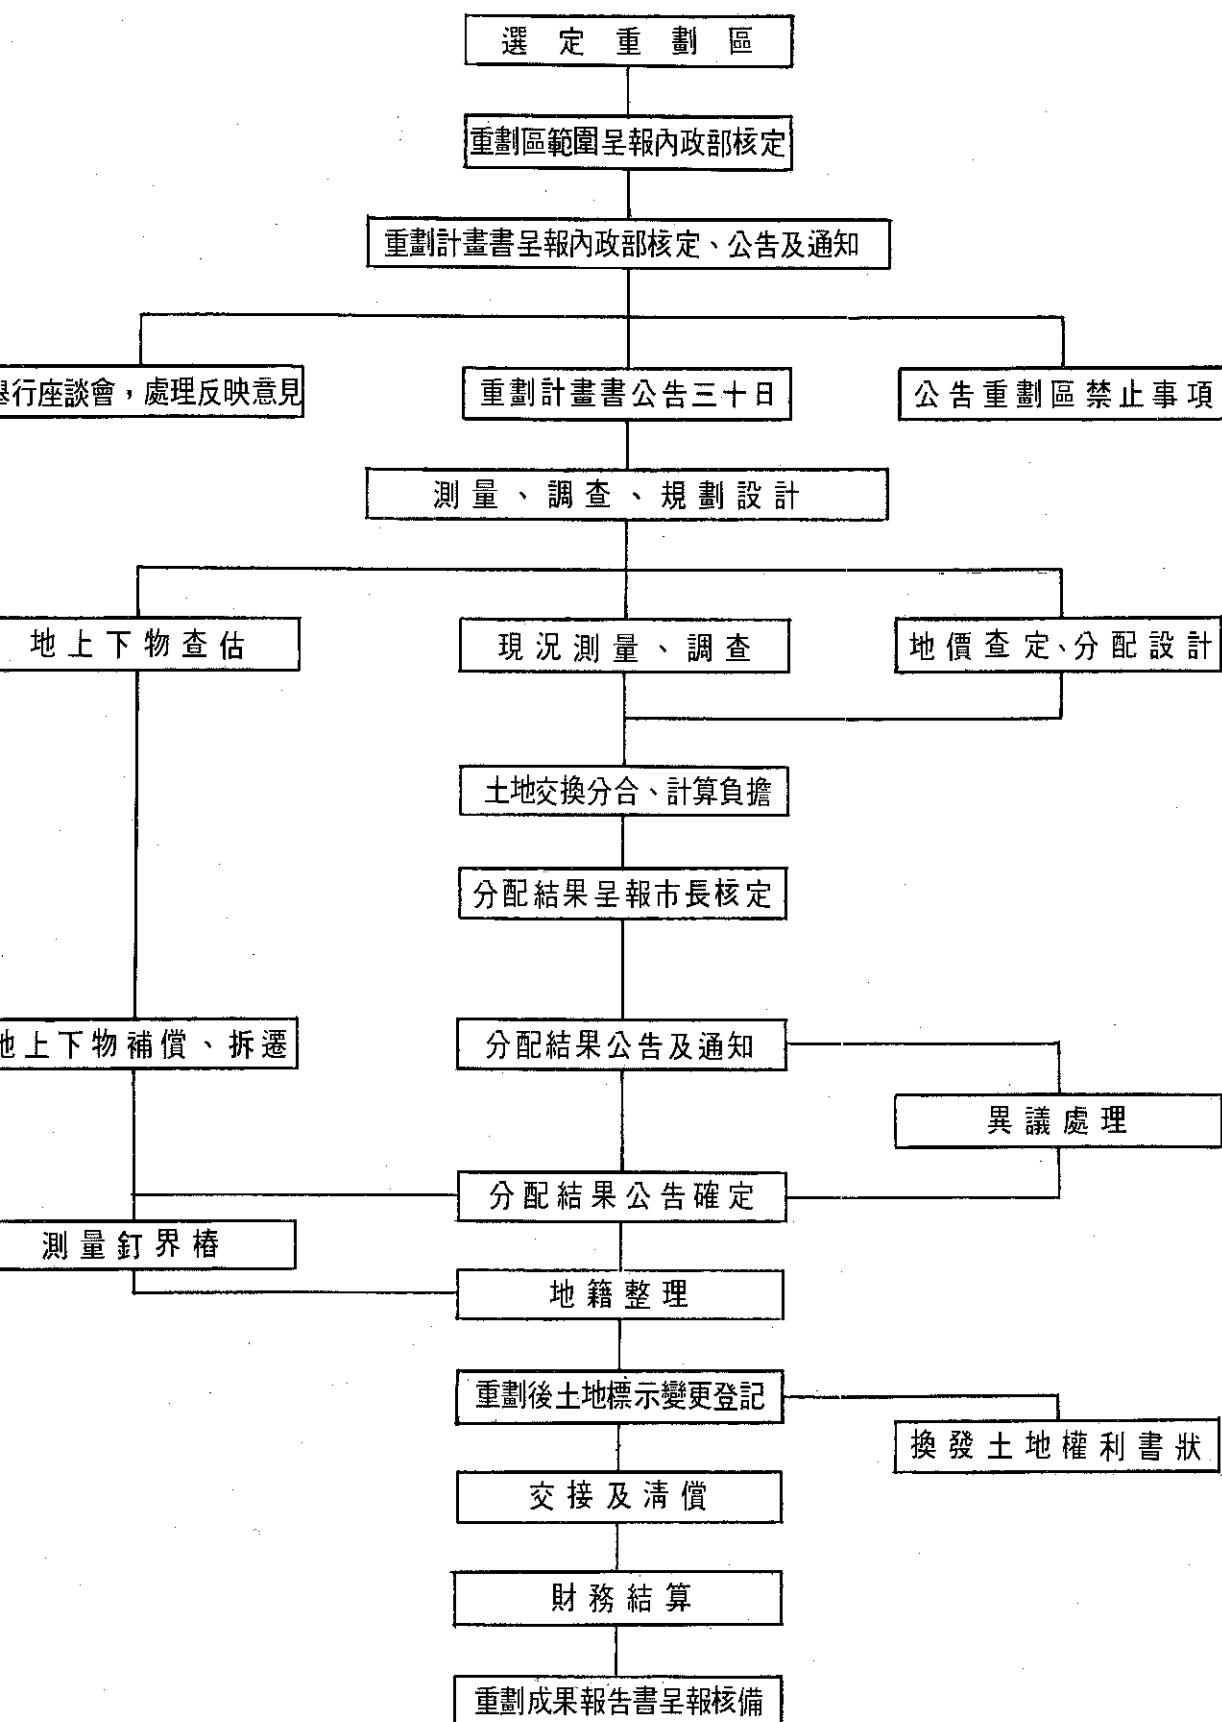 選定重劃區
重劃區範圍呈報內政部核定
重劃計畫書呈報內政部核定、公告及通知
舉行座談會，處理反映意見
重劃計畫書公告三十日
公告重劃區禁止事項
測量、調查、規劃設計
地上下物查估
現況測量、調查
地價查定、分配設計
土地交換分合、計算負擔
分配結果呈報市長核定
地上下物補償、拆遷
分配結果公告及通知
異議處理
分配結果公告確定
測量釘界樁
地籍整理
重劃後土地標示變更登記
換發土地權利書狀
交接及清償
財務結算
重劃成果報告書呈報核備